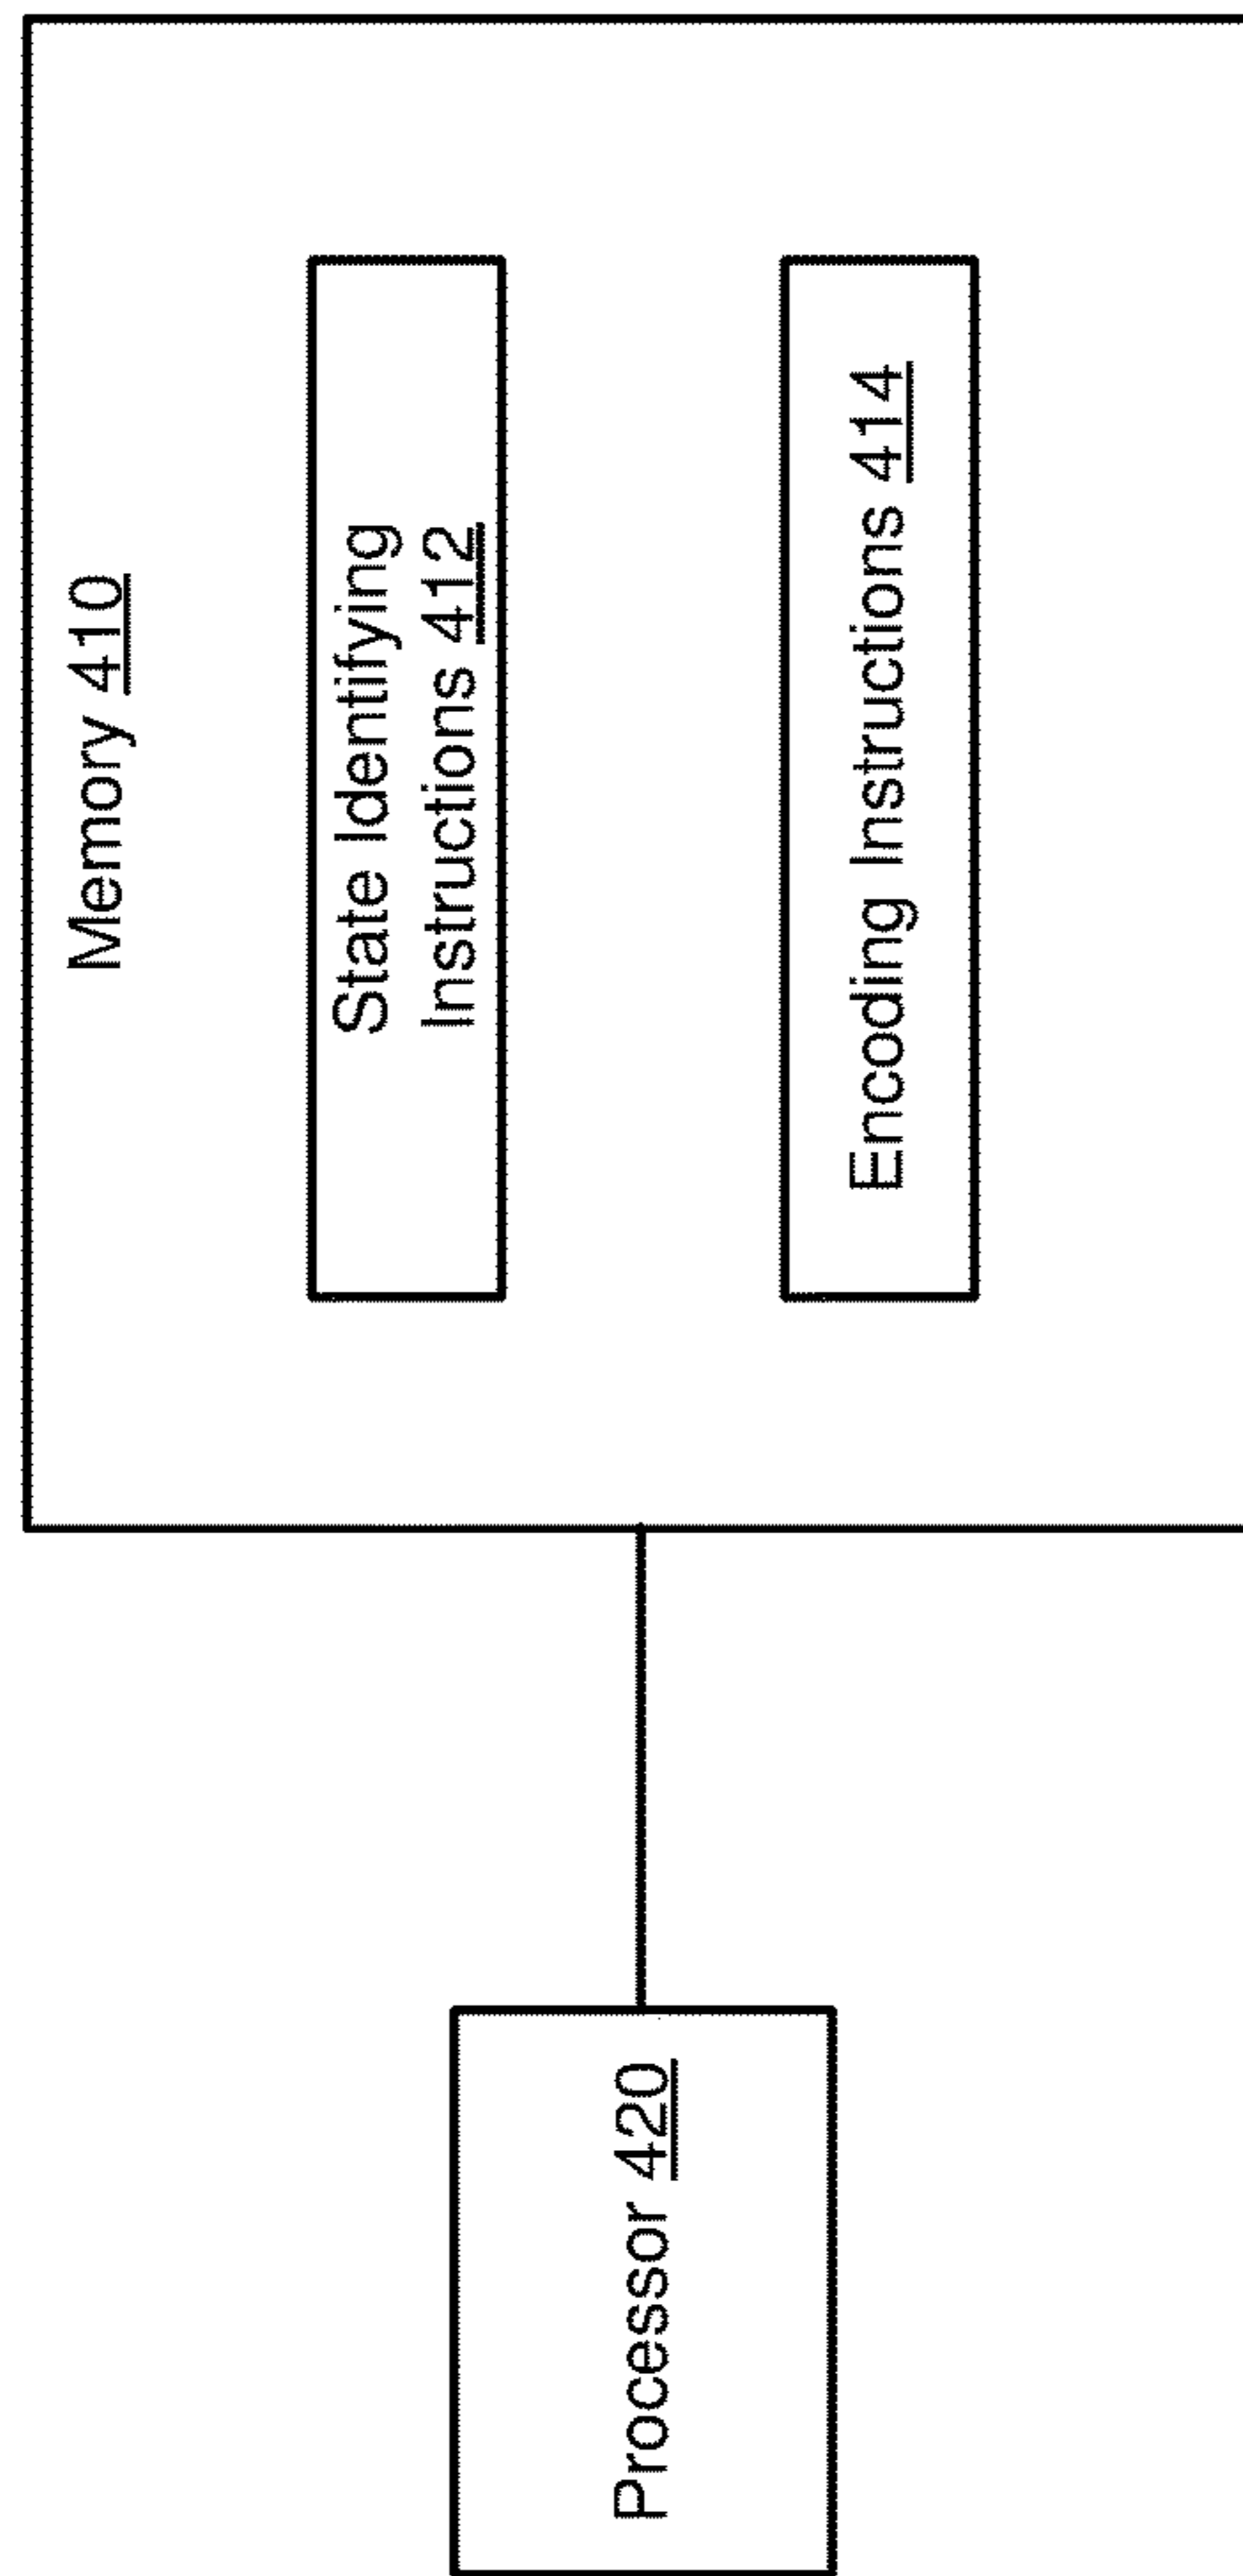 Memory 410
State Identifying
Instructions 412
Encoding Instructions 414
Processor 420